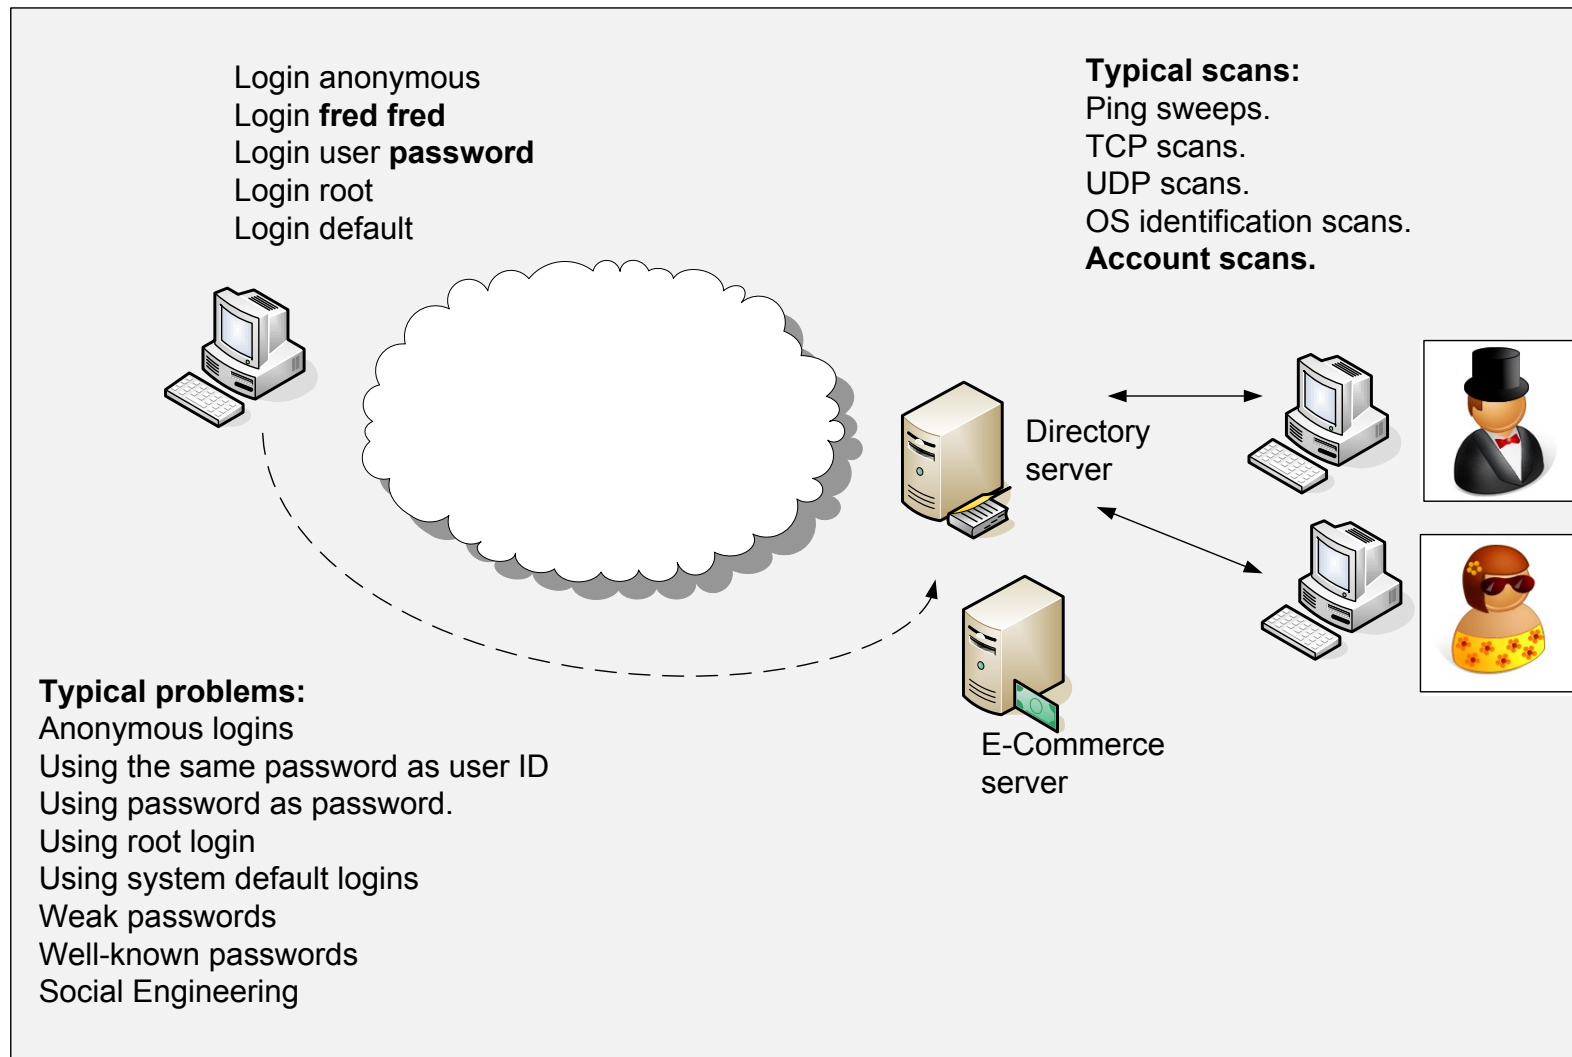 Login anonymous
Login fred fred
Login user password
Login root
Login default
Typical scans:
Ping sweeps.
TCP scans.
UDP scans.
OS identification scans.
Account scans.
Directory
server
E-Commerce
server
Typical problems:
Anonymous logins
Using the same password as user ID
Using password as password.
Using root login
Using system default logins
Weak passwords
Well-known passwords
Social Engineering